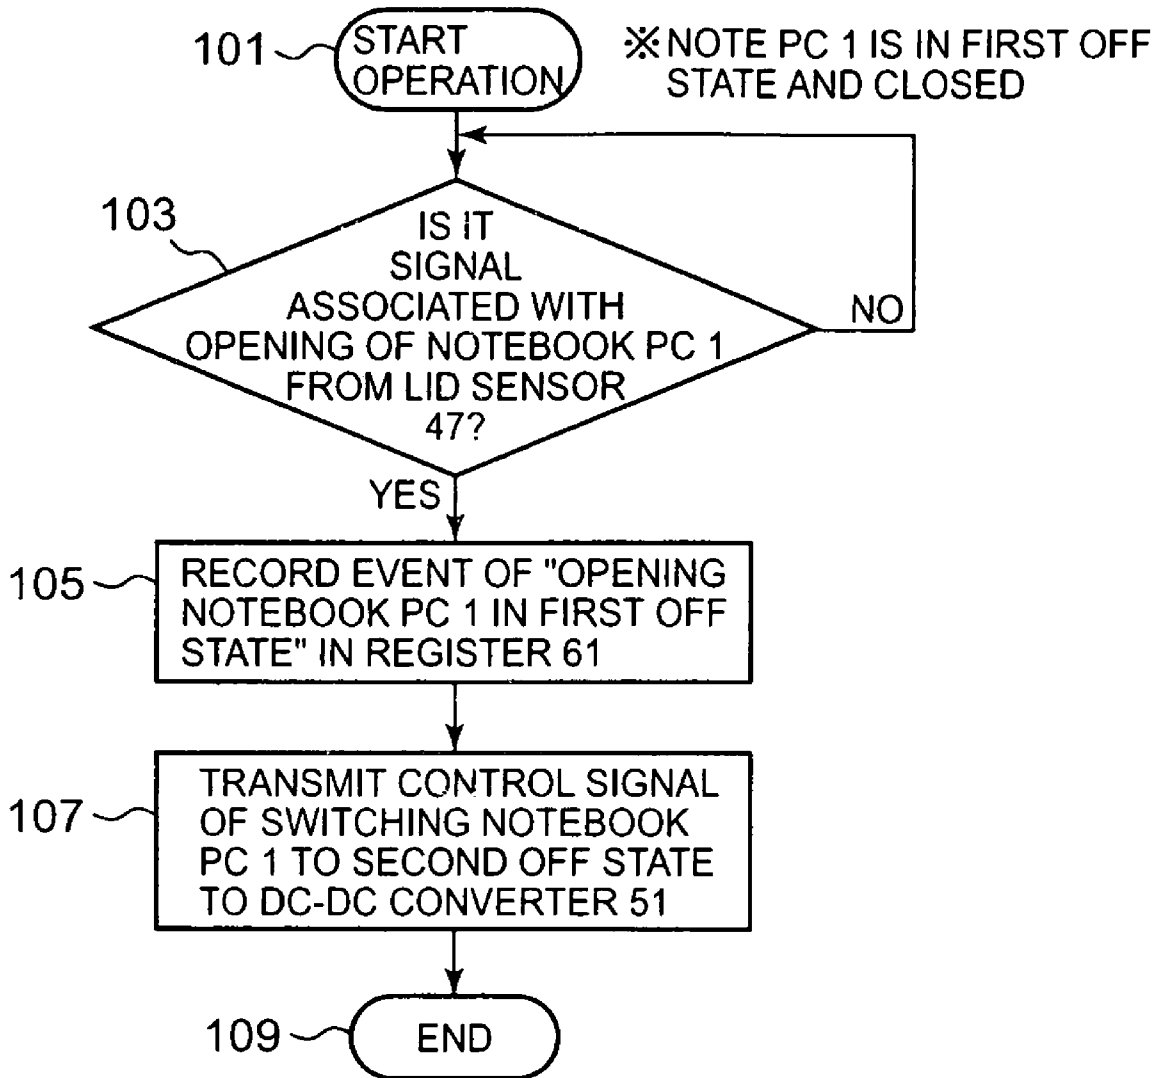 101
START
OPERATION
※ NOTE PC 1 IS IN FIRST OFF
STATE AND CLOSED
103
IS IT
SIGNAL
ASSOCIATED WITH
OPENING OF NOTEBOOK PC 1
FROM LID SENSOR
47?
NO
YES
105
RECORD EVENT OF "OPENING
NOTEBOOK PC 1 IN FIRST OFF
STATE" IN REGISTER 61
107
TRANSMIT CONTROL SIGNAL
OF SWITCHING NOTEBOOK
PC 1 TO SECOND OFF STATE
TO DC-DC CONVERTER 51
109
END